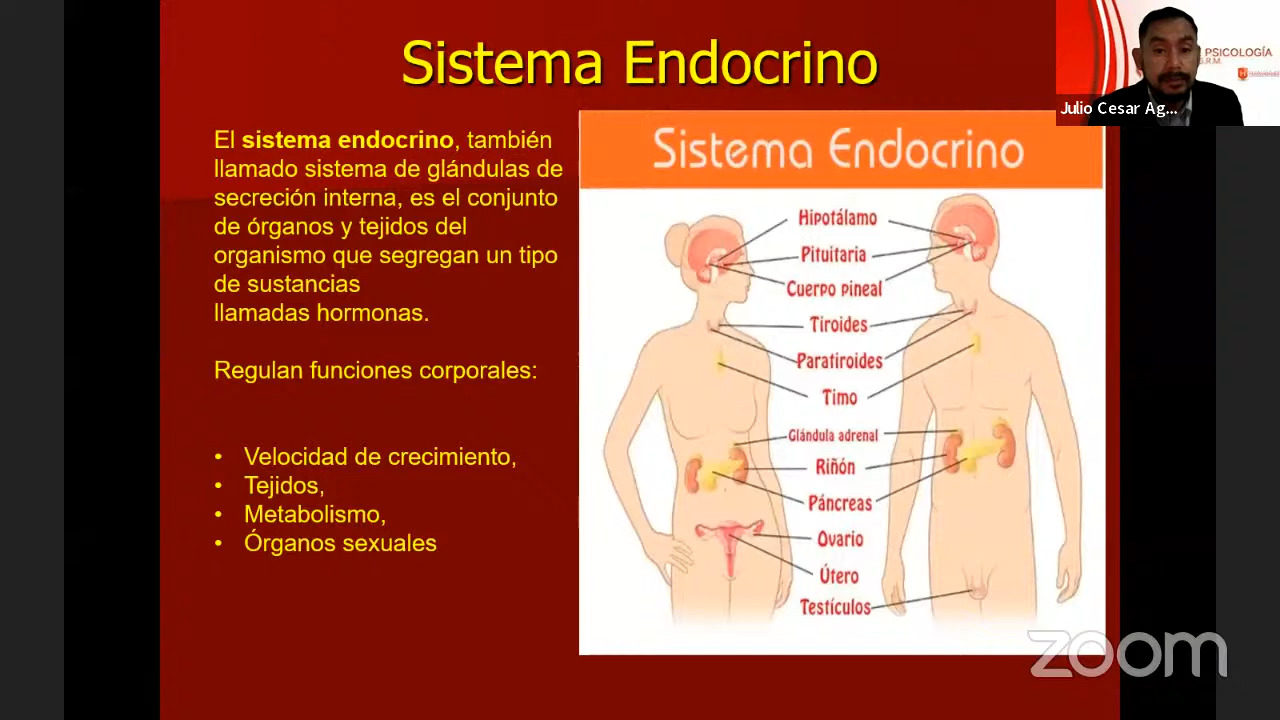 Sistema Endocrino
PSICOLOGÍA
S.R.M.
Julio Cesar Ag...
El sistema endocrino, también
llamado sistema de glándulas de
secreción interna, es el conjunto
de órganos y tejidos del
organismo que segregan un tipo
de sustancias
llamadas hormonas.
Regulan funciones corporales:
• Velocidad de crecimiento,
• Tejidos,
• Metabolismo,
• Órganos sexuales
Sistema Endocrino
Hipotálamo
Pituitaria
Cuerpo pineal
Tiroides
Paratiroides
Timo
Glándula adrenal
Riñón
Páncreas
Ovario
Útero
Testículos
zoom